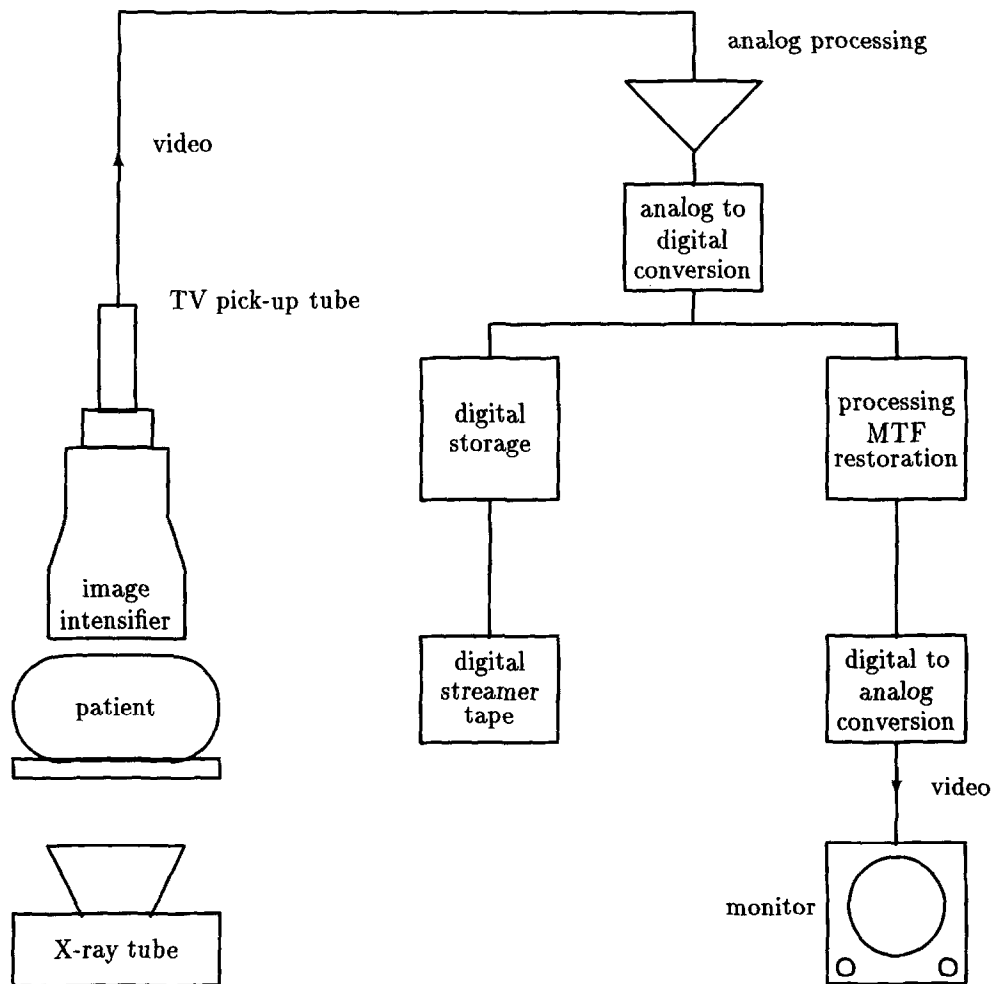 analog processing
video
analog to
digital
conversion
TV pick-up tube
digital
storage
processing
MTF
restoration
image
intensifier
digital
streamer
tape
digital to
analog
conversion
patient
video
monitor
X-ray tube